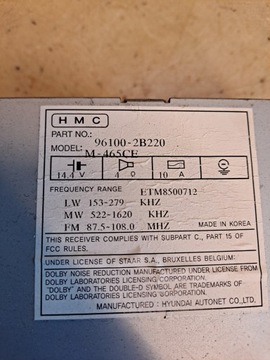 HMC
PART NO.: 96100-2B220
MODEL: M-465CE
14.4 V 4 Ω 10 A
FREQUENCY RANGE ETM8500712
LW 153-279 KHZ
MW 522-1620 KHZ
FM 87.5-108.0 MHZ MADE IN KOREA
THIS RECEIVER COMPLIES WITH SUBPART C., PART 15 OF
FCC RULES.
UNDER LICENSE OF STAAR S.A., BRUXELLES BELGIUM.
DOLBY NOISE REDUCTION MANUFACTURED UNDER LICENSE FROM
DOLBY LABORATORIES LICENSING CORPORATION.
"DOLBY" AND THE DOUBLE-D SYMBOL ARE TRADEMARKS OF
DOLBY LABORATORIES LICENSING CORPORATION.
MANUFACTURED : HYUNDAI AUTONET CO.,LTD.